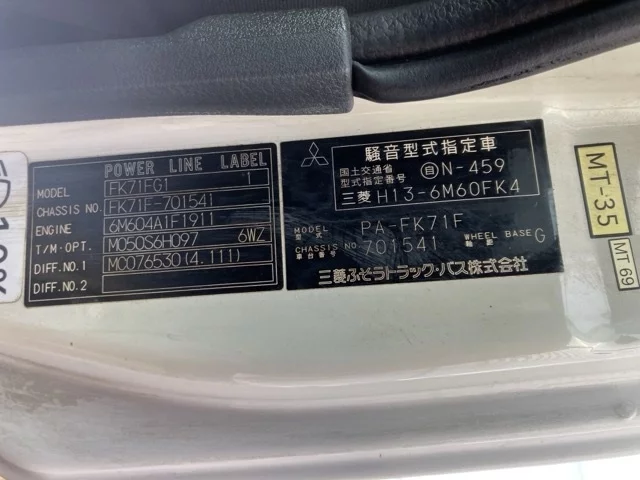 POWER LINE LABEL
MODEL FK71FG1 1
CHASSIS NO. FK71F-701541
ENGINE 6M604A1F1911
T/M-OPT. M050S6H097 6WZ
DIFF.NO.1 MC076530(4.111)
DIFF.NO.2
騒音型式指定車
国土交通省
型式指定番号 自N-459
三菱 H13-6M60FK4
MODEL 型式 PA-FK71F
CHASSIS NO. 車台番号 701541 WHEEL BASE 軸距 G
三菱ふそうトラック・バス株式会社
MT-35
MT 69